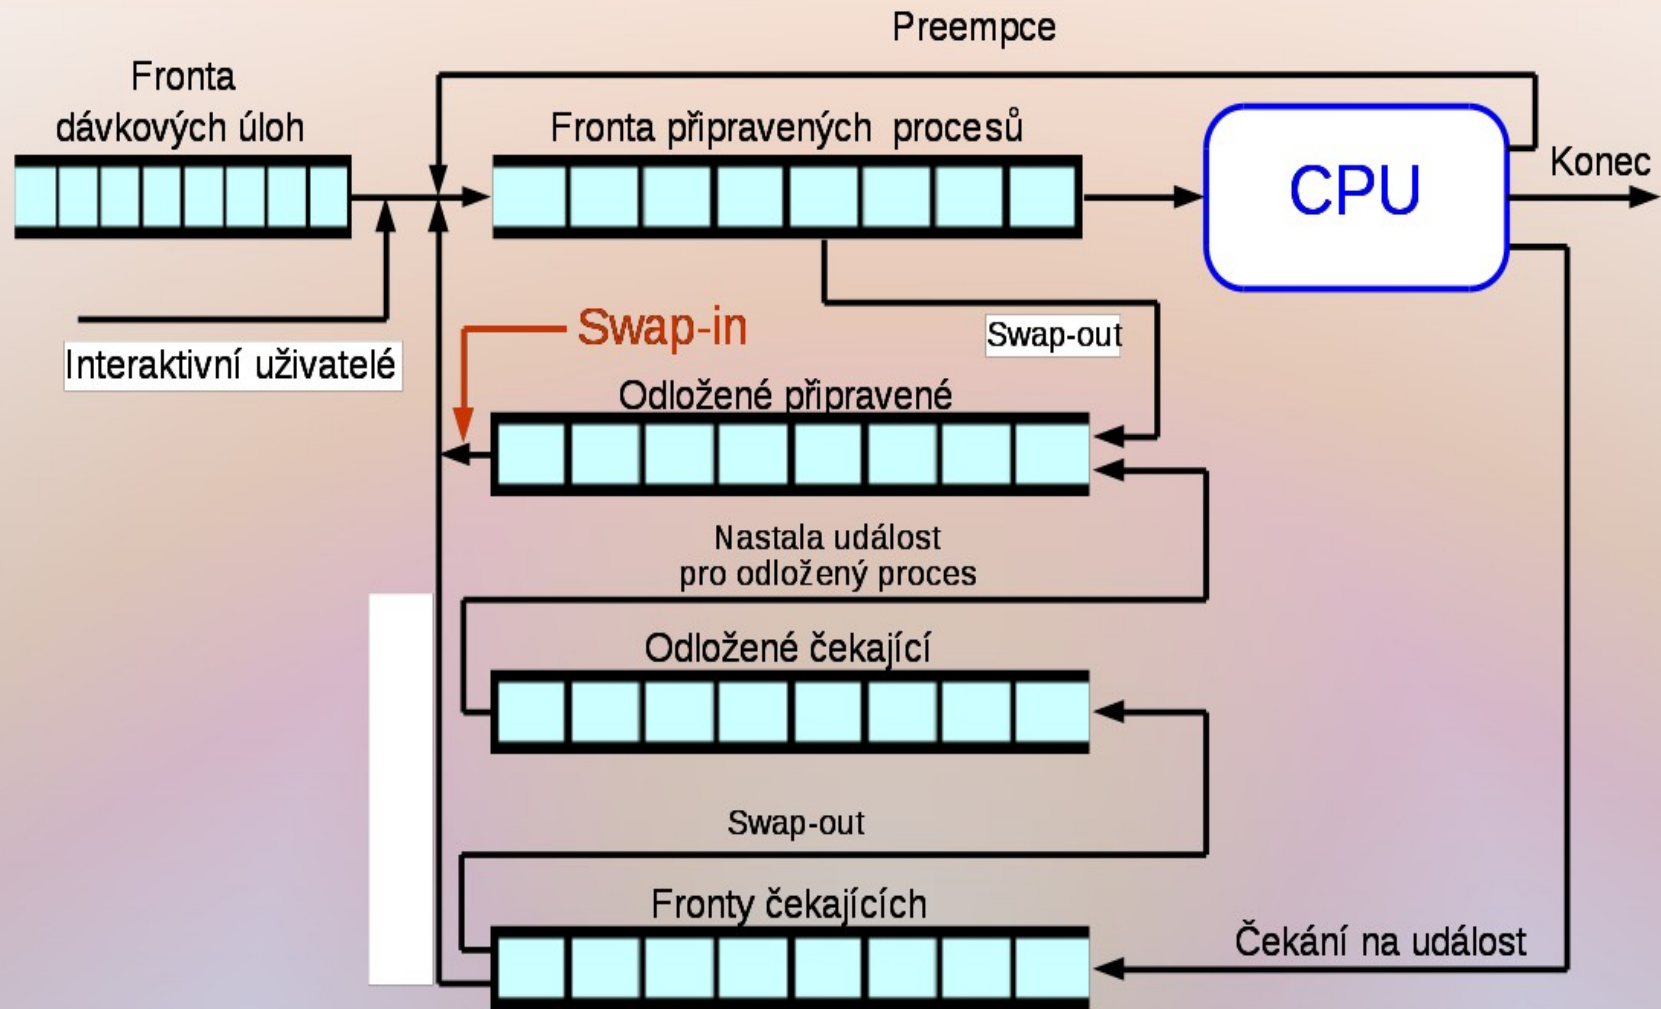 Preempce
Fronta
dávkových úloh
Fronta připravených procesů
CPU
Konec
Interaktivní uživatelé
Swap-in
Swap-out
Odložené připravené
Nastala událost
pro odložený proces
Odložené čekající
Swap-out
Fronty čekajících
Čekání na událost